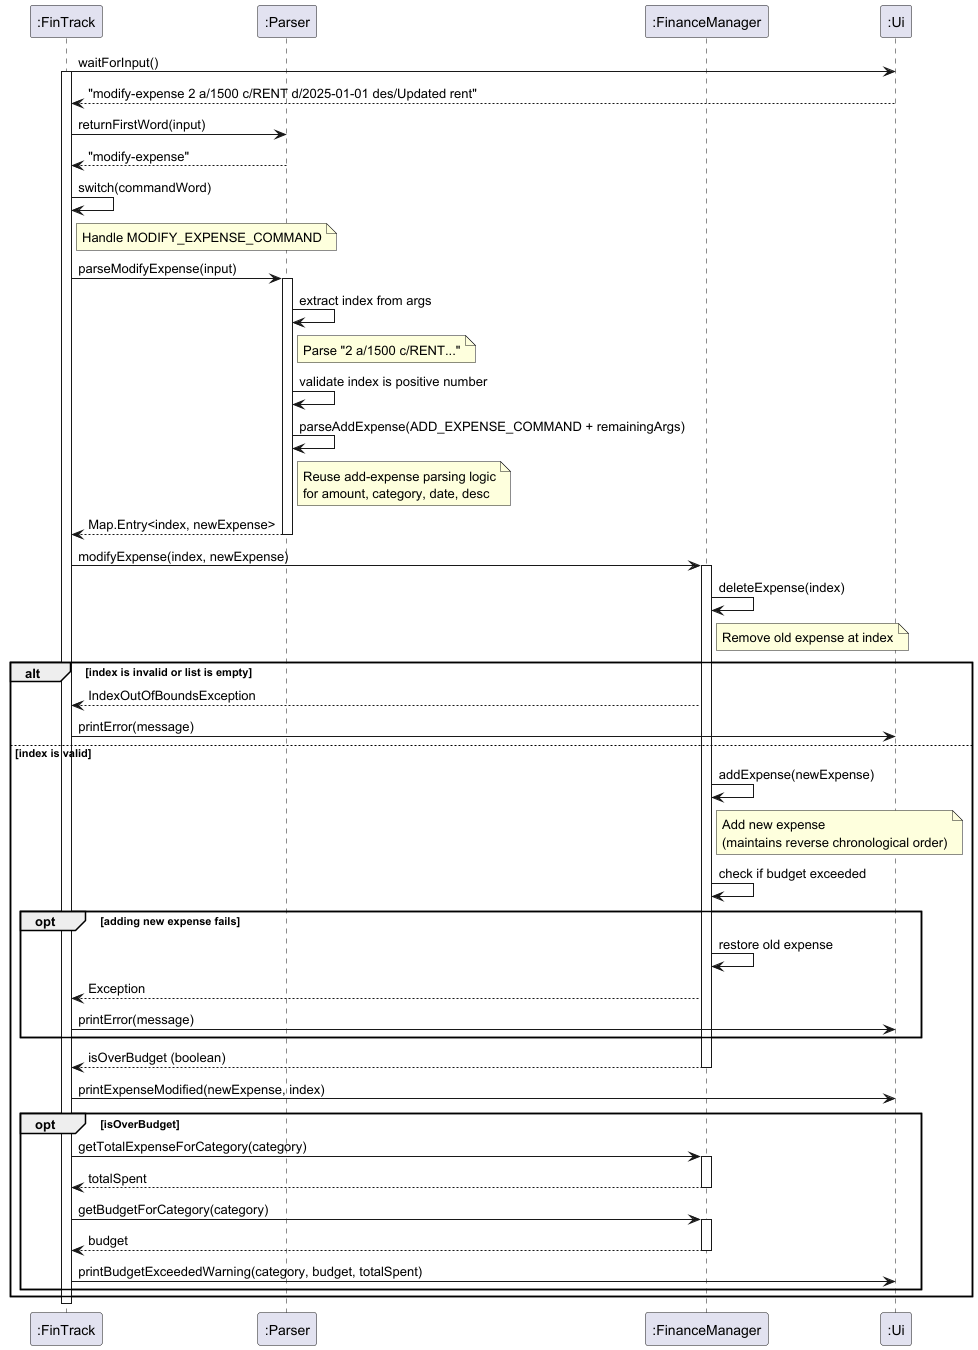 :FinTrack
:Parser
:FinanceManager
:Ui
waitForInput()
"modify-expense 2 a/1500 c/RENT d/2025-01-01 des/Updated rent"
returnFirstWord(input)
"modify-expense"
switch(commandWord)
Handle MODIFY_EXPENSE_COMMAND
parseModifyExpense(input)
extract index from args
Parse "2 a/1500 c/RENT..."
validate index is positive number
parseAddExpense(ADD_EXPENSE_COMMAND + remainingArgs)
Reuse add-expense parsing logic
for amount, category, date, desc
Map.Entry<index, newExpense>
modifyExpense(index, newExpense)
deleteExpense(index)
Remove old expense at index
alt
[index is invalid or list is empty]
IndexOutOfBoundsException
printError(message)
[index is valid]
addExpense(newExpense)
Add new expense
(maintains reverse chronological order)
check if budget exceeded
opt
[adding new expense fails]
restore old expense
Exception
printError(message)
isOverBudget (boolean)
printExpenseModified(newExpense, index)
opt
[isOverBudget]
getTotalExpenseForCategory(category)
totalSpent
getBudgetForCategory(category)
budget
printBudgetExceededWarning(category, budget, totalSpent)
:FinTrack
:Parser
:FinanceManager
:Ui